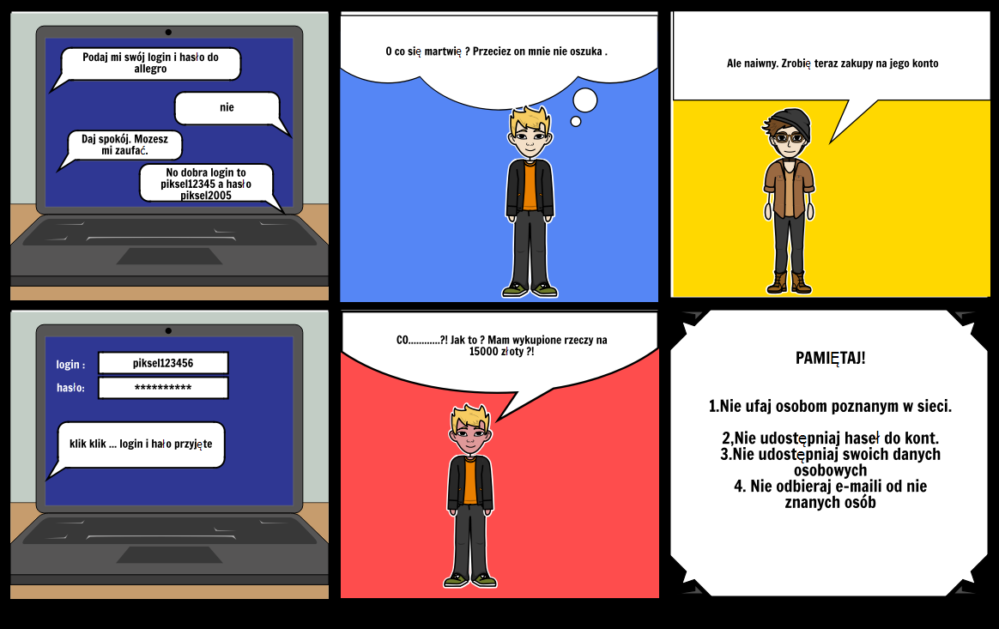 Podaj mi swój login i hasło do
allegro
nie
Daj spokój. Mozesz
mi zaufać.
No dobra login to
piksel12345 a hasło
piksel2005
O co się martwię ? Przeciez on mnie nie oszuka .
Ale naiwny. Zrobię teraz zakupy na jego konto
login :
piksel123456
hasło:
**********
klik klik ... login i hało przyjęte
CO............?! Jak to ? Mam wykupione rzeczy na
15000 złoty ?!
PAMIĘTAJ!
1.Nie ufaj osobom poznanym w sieci.
2,Nie udostępniaj haseł do kont.
3.Nie udostępniaj swoich danych
osobowych
4. Nie odbieraj e-maili od nie
znanych osób